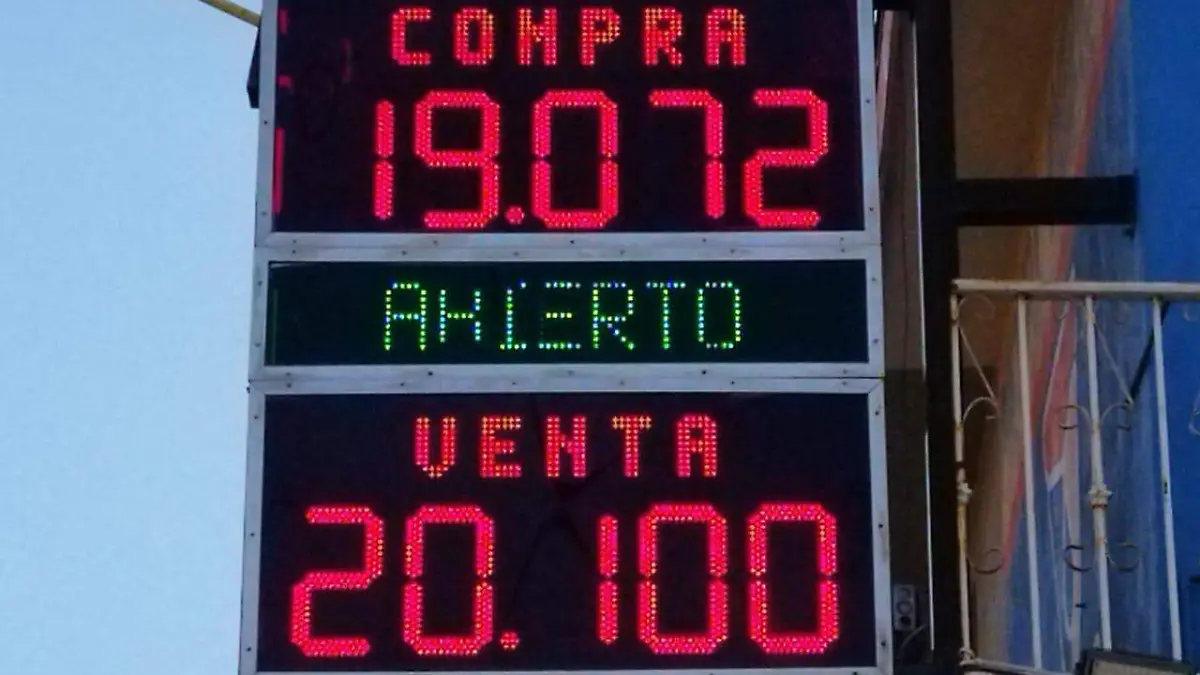 COMPRA
19.072
ABIERTO
VENTA
20.100